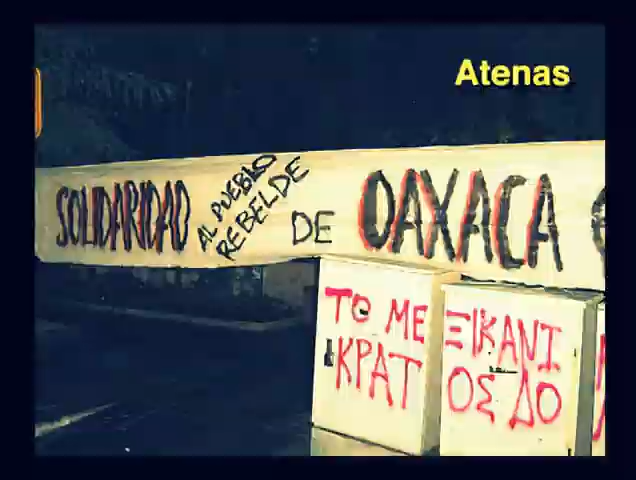 Atenas
SOLIDARIDAD AL PUEBLO REBELDE DE OAXACA
ΤΟ ΜΕ
ΚΡΑΤ
ΞΙΚΑΝΙ
ΟΣ ΔΟ